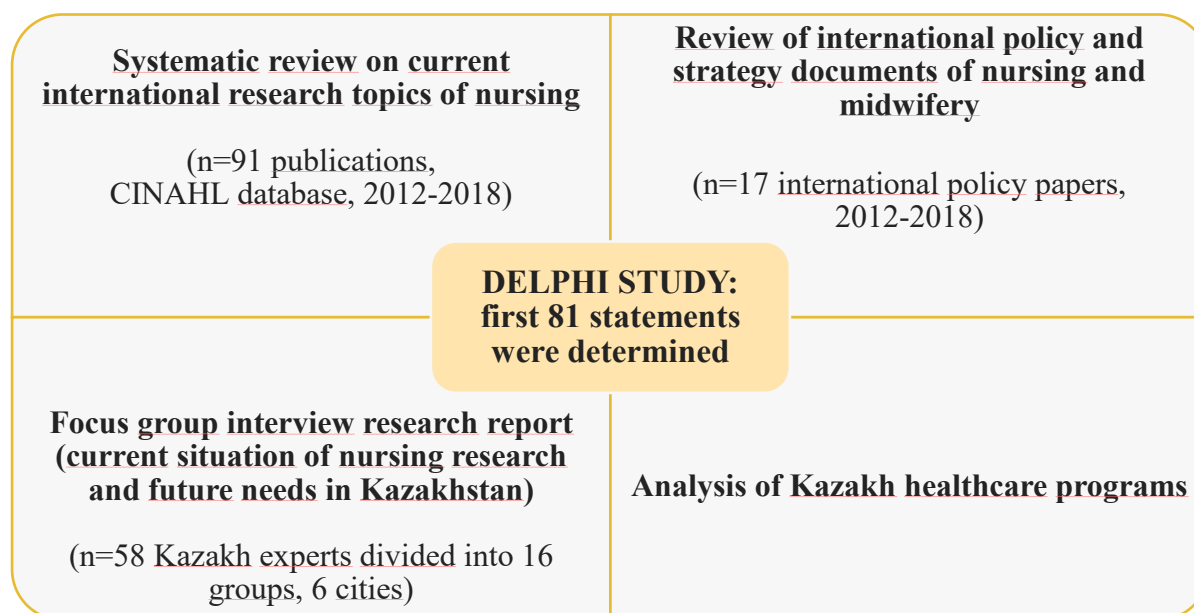 Systematic review on current
international research topics of nursing
(n=91 publications,
CINAHL database, 2012-2018)
Review of international policy and
strategy documents of nursing and
midwifery
(n=17 international policy papers,
2012-2018)
DELPHI STUDY:
first 81 statements
were determined
Focus group interview research report
(current situation of nursing research
and future needs in Kazakhstan)
(n=58 Kazakh experts divided into 16
groups, 6 cities)
Analysis of Kazakh healthcare programs